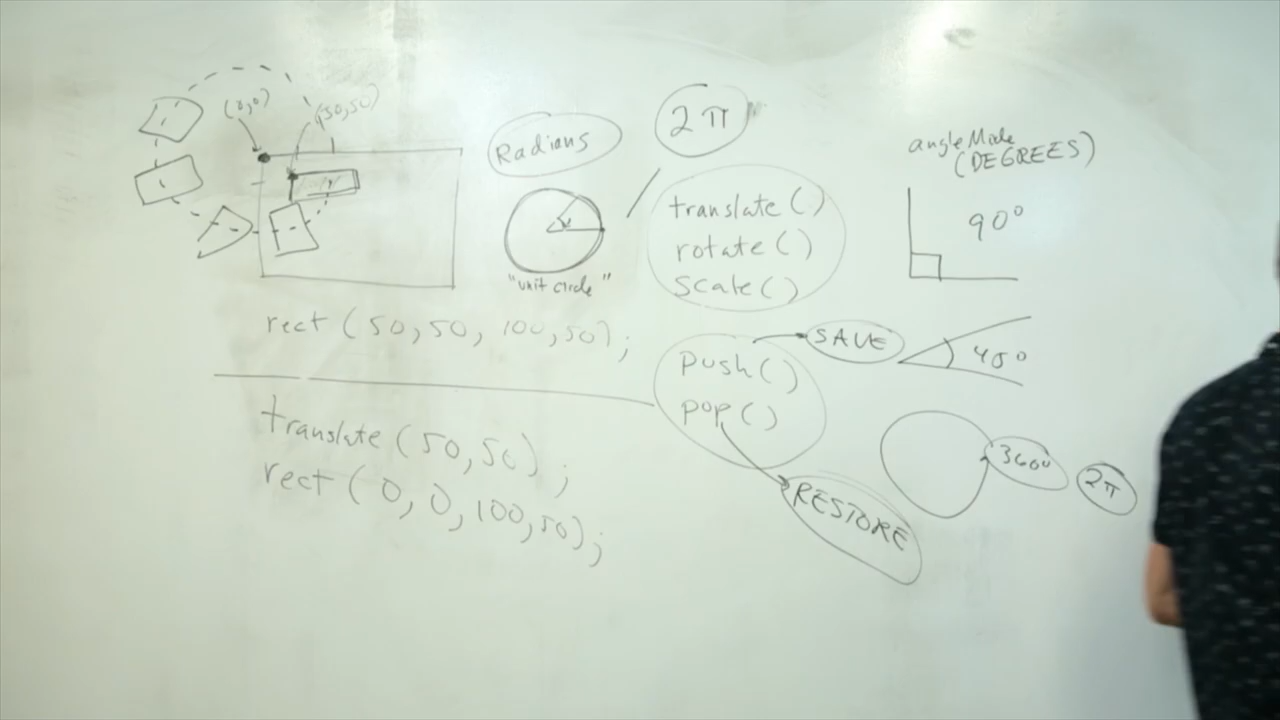 (0,0)
(50,50)
Radians
2π
angleMode
(DEGREES)
translate()
rotate()
scale()
90°
"unit circle"
rect (50,50, 100,50);
push()
SAVE
45°
pop()
translate (50,50);
rect (0,0,100,50);
360°
2π
RESTORE